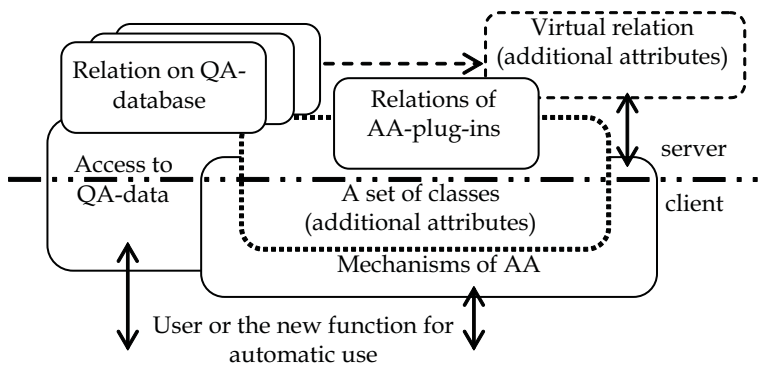 Virtual relation
(additional attributes)
Relation on QA-
database
Relations of
AA-plug-ins
Access to
QA-data
server
A set of classes
(additional attributes)
client
Mechanisms of AA
User or the new function for
automatic use